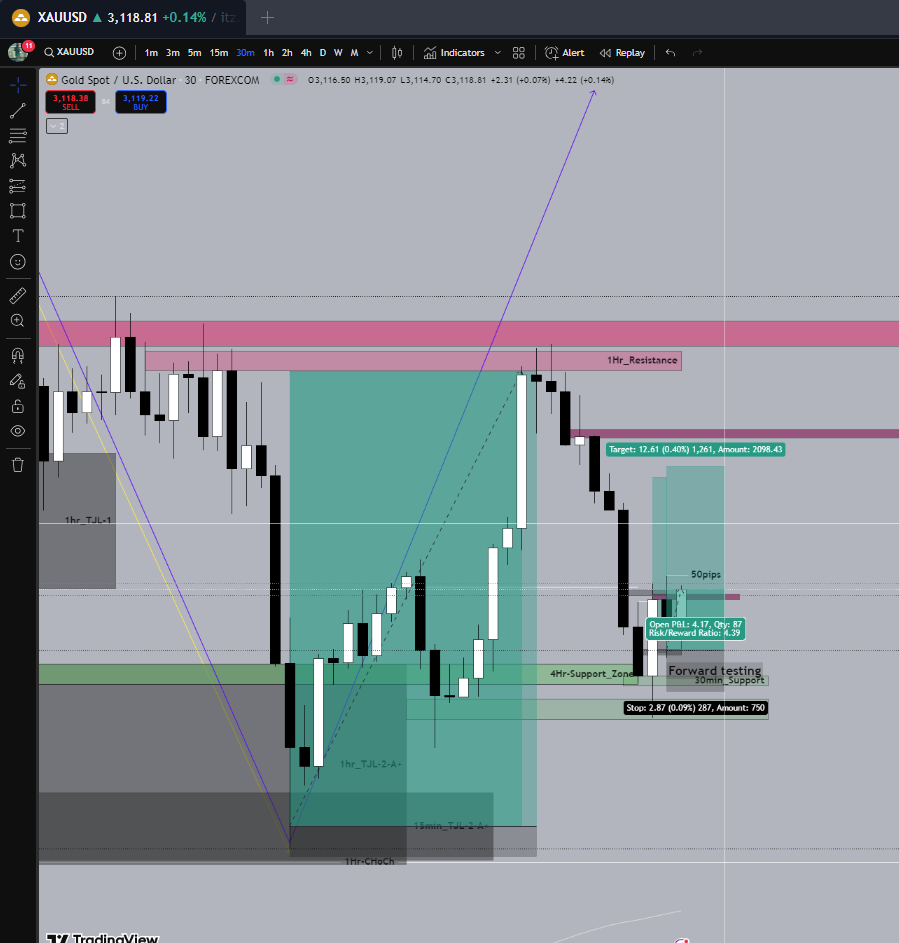 XAUUSD ▲ 3,118.81 +0.14% / itz
11
XAUUSD 1m 3m 5m 15m 30m 1h 2h 4h D W M Indicators Alert Replay
Gold Spot / U.S. Dollar · 30 · FOREXCOM O3,116.50 H3,119.07 L3,114.70 C3,118.81 +2.31 (+0.07%) +4.22 (+0.14%)
3,118.38
SELL
84
3,119.22
BUY
2
1Hr_Resistance
Target: 12.61 (0.40%) 1,261, Amount: 2098.43
1hr_TJL-1
50pips
Open P&L: 4.17, Qty: 87
Risk/Reward Ratio: 4.39
Forward testing
4Hr-Support_Zone
30min_Support
Stop: 2.87 (0.09%) 287, Amount: 750
1hr_TJL-2-A+
15min_TJL-2-A+
1Hr-CHoCh
TradingView